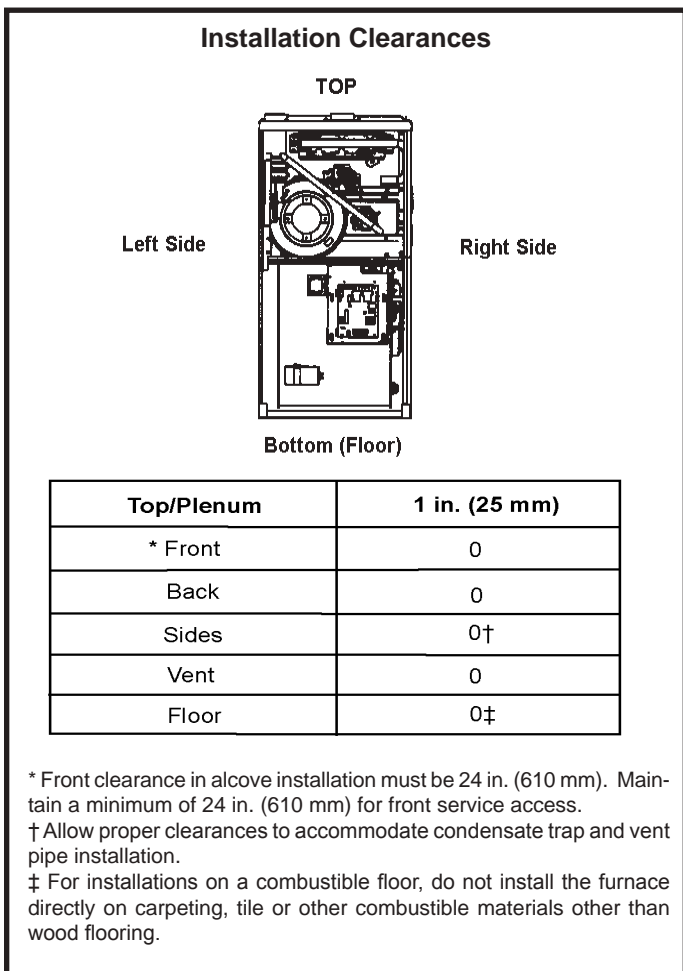 Installation Clearances
TOP
Left Side
Right Side
Bottom (Floor)
Top/Plenum 1 in. (25 mm)
* Front 0
Back 0
Sides 0†
Vent 0
Floor 0‡
* Front clearance in alcove installation must be 24 in. (610 mm). Main-
tain a minimum of 24 in. (610 mm) for front service access.
† Allow proper clearances to accommodate condensate trap and vent
pipe installation.
‡ For installations on a combustible floor, do not install the furnace
directly on carpeting, tile or other combustible materials other than
wood flooring.